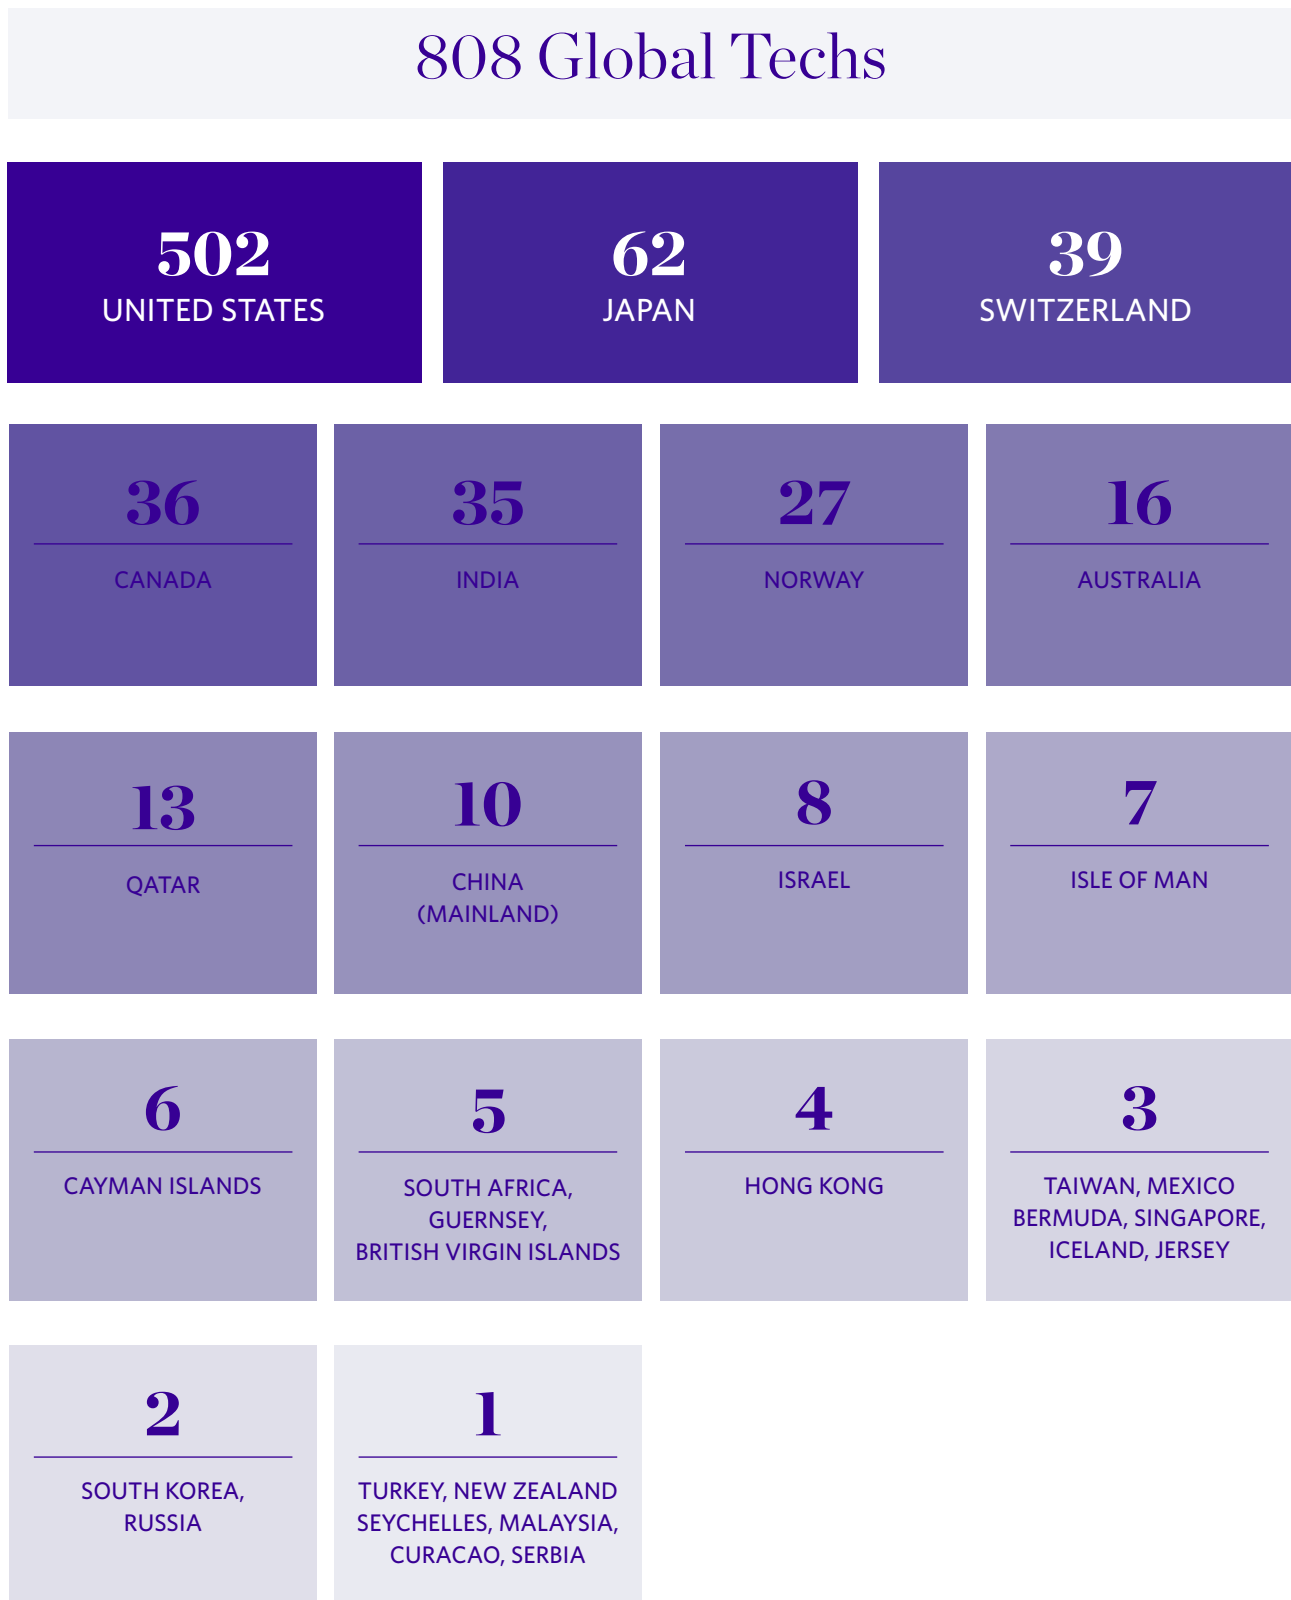 808 Global Techs
502
UNITED STATES
62
JAPAN
39
SWITZERLAND
36
CANADA
35
INDIA
27
NORWAY
16
AUSTRALIA
13
QATAR
10
CHINA
(MAINLAND)
8
ISRAEL
7
ISLE OF MAN
6
CAYMAN ISLANDS
5
SOUTH AFRICA,
GUERNSEY,
BRITISH VIRGIN ISLANDS
4
HONG KONG
3
TAIWAN, MEXICO
BERMUDA, SINGAPORE,
ICELAND, JERSEY
2
SOUTH KOREA,
RUSSIA
1
TURKEY, NEW ZEALAND
SEYCHELLES, MALAYSIA,
CURACAO, SERBIA